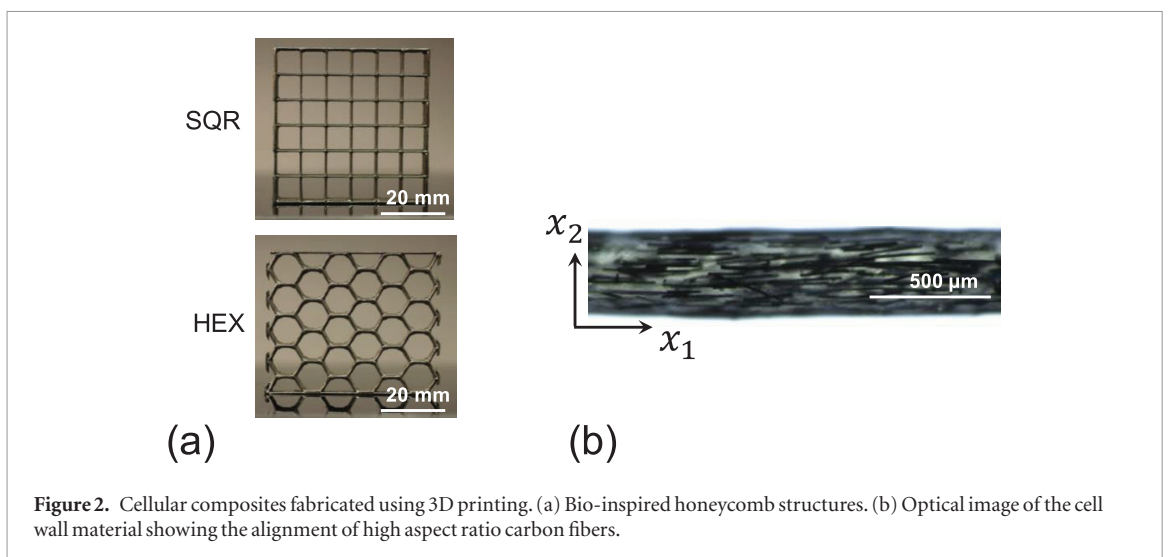 SQR
20 mm
HEX
20 mm
(a)
x₂
500 µm
x₁
(b)
Figure 2. Cellular composites fabricated using 3D printing. (a) Bio-inspired honeycomb structures. (b) Optical image of the cell
wall material showing the alignment of high aspect ratio carbon fibers.